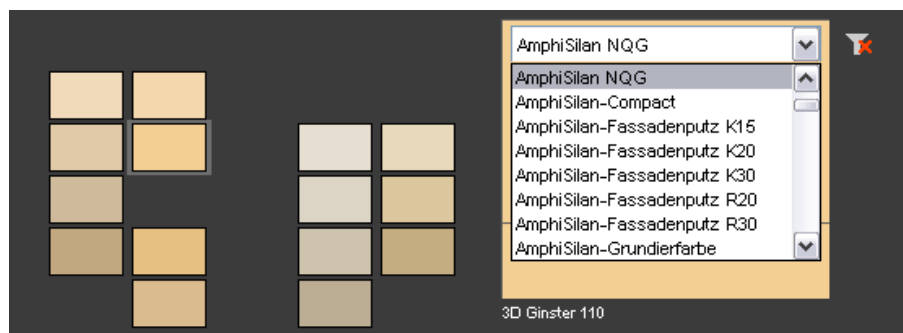 AmphiSilan NQG
AmphiSilan NQG
AmphiSilan-Compact
AmphiSilan-Fassadenputz K15
AmphiSilan-Fassadenputz K20
AmphiSilan-Fassadenputz K30
AmphiSilan-Fassadenputz R20
AmphiSilan-Fassadenputz R30
AmphiSilan-Grundierfarbe
3D Ginster 110